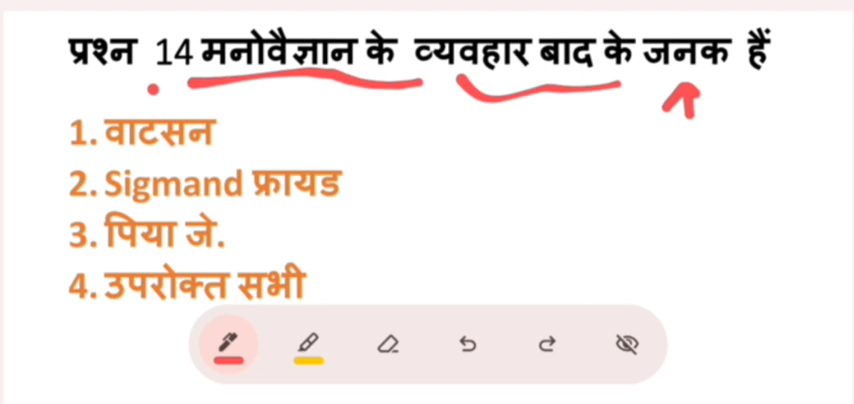 प्रश्न 14 मनोवैज्ञान के व्यवहार बाद के जनक हैं
1. वाटसन
2. Sigmand फ्रायड
3. पिया जे.
4. उपरोक्त सभी